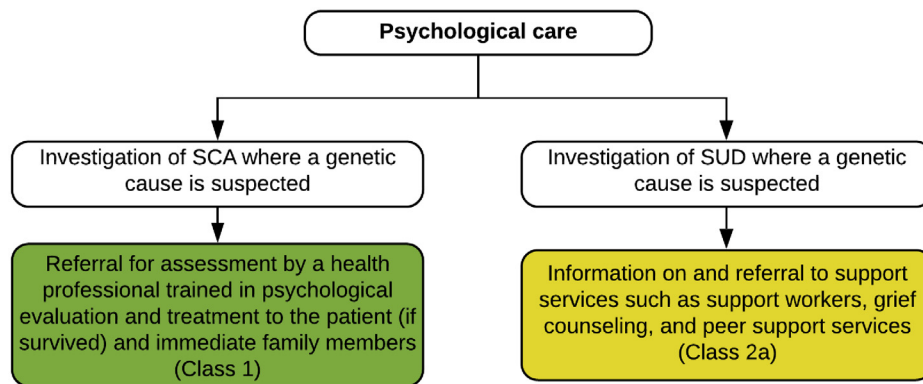 Psychological care
Investigation of SCA where a genetic
cause is suspected
Investigation of SUD where a genetic
cause is suspected
Referral for assessment by a health
professional trained in psychological
evaluation and treatment to the patient (if
survived) and immediate family members
(Class 1)
Information on and referral to support
services such as support workers, grief
counseling, and peer support services
(Class 2a)